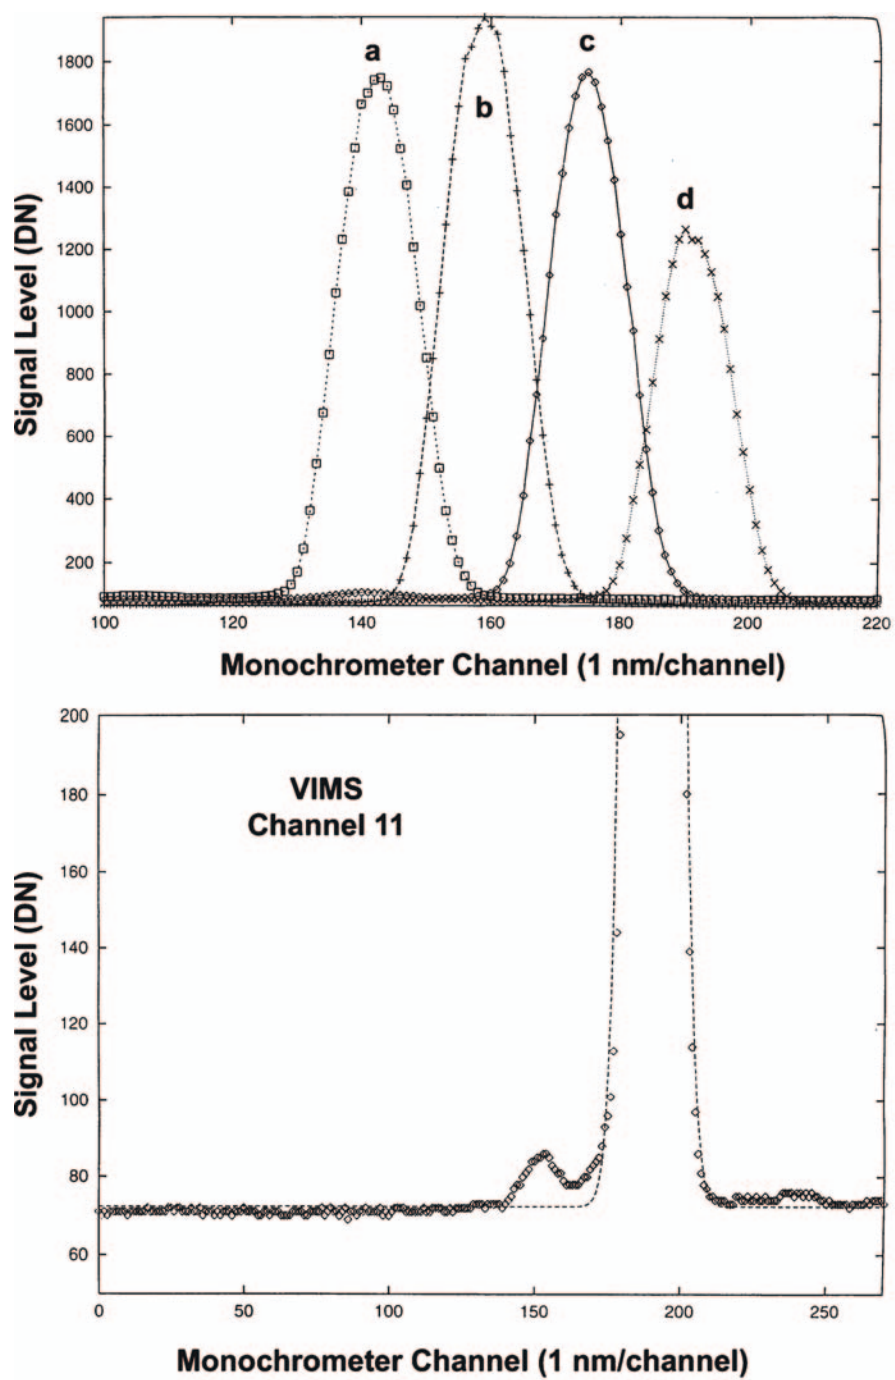 a
b
c
d
1800
1600
1400
1200
1000
800
600
400
200
Signal Level (DN)
100 120 140 160 180 200 220
Monochrometer Channel (1 nm/channel)
200
180
160
140
120
100
80
60
VIMS
Channel 11
Signal Level (DN)
0 50 100 150 200 250
Monochrometer Channel (1 nm/channel)